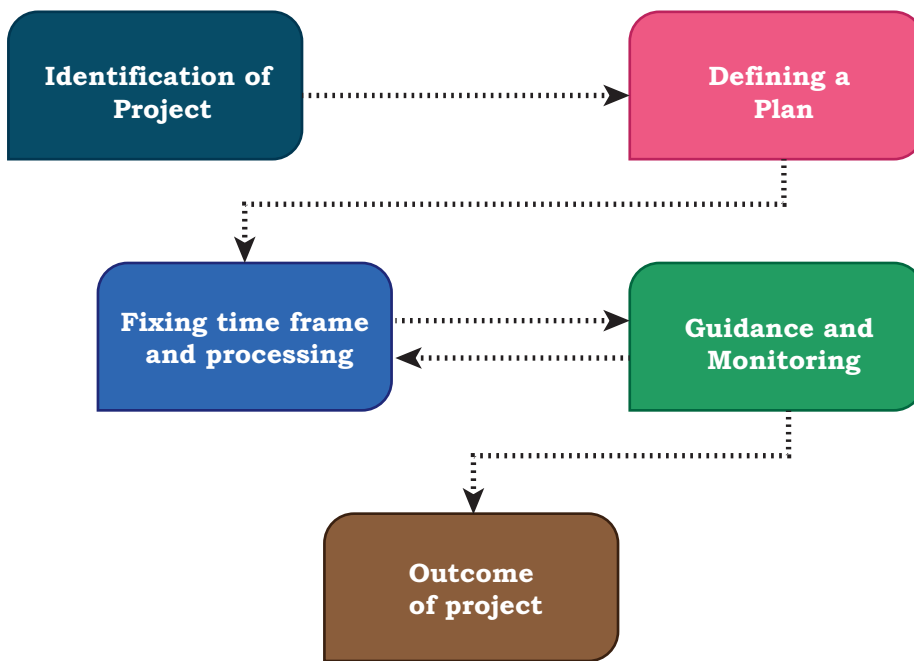 Identification of
Project
Defining a
Plan
Fixing time frame
and processing
Guidance and
Monitoring
Outcome
of project